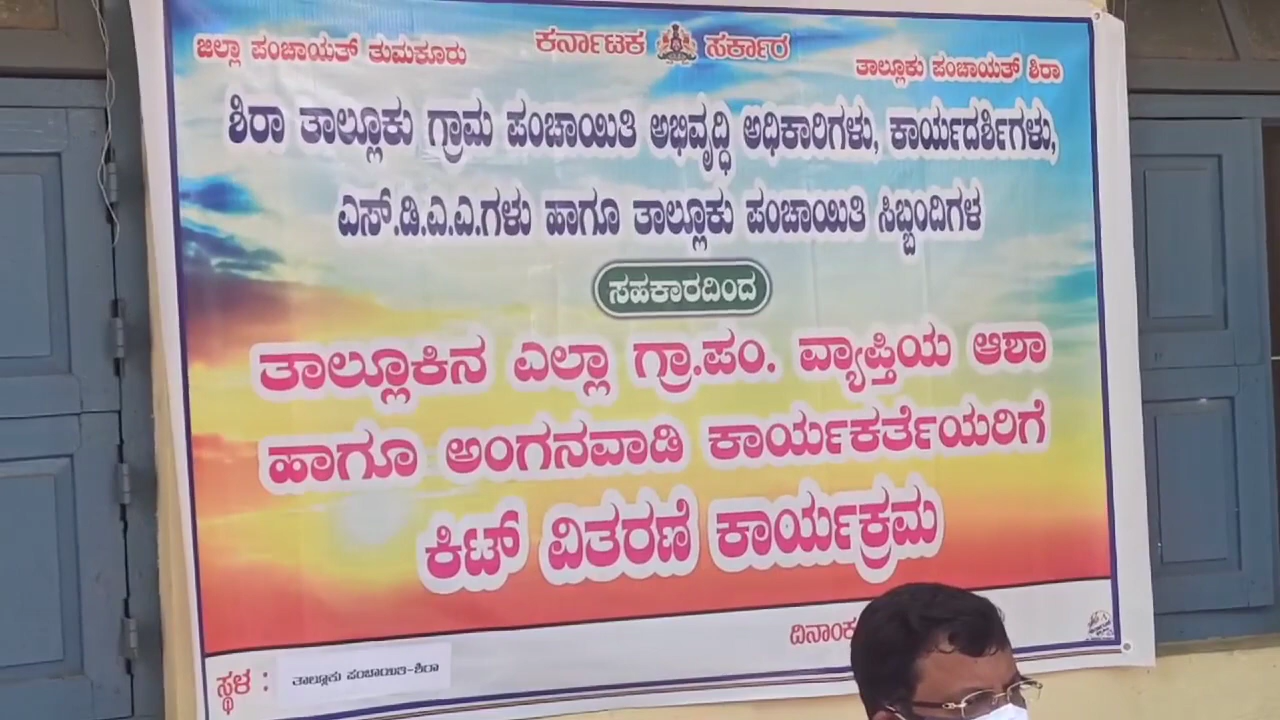 ಜಿಲ್ಲಾ ಪಂಚಾಯತ್ ತುಮಕೂರು
ಕರ್ನಾಟಕ ಸರ್ಕಾರ
ತಾಲ್ಲೂಕು ಪಂಚಾಯತ್ ಶಿರಾ
ಶಿರಾ ತಾಲ್ಲೂಕು ಗ್ರಾಮ ಪಂಚಾಯಿತಿ ಅಭಿವೃದ್ಧಿ ಅಧಿಕಾರಿಗಳು, ಕಾರ್ಯದರ್ಶಿಗಳು,
ಎಸ್.ಡಿ.ಎ.ಎ.ಗಳು ಹಾಗೂ ತಾಲ್ಲೂಕು ಪಂಚಾಯಿತಿ ಸಿಬ್ಬಂದಿಗಳ
ಸಹಕಾರದಿಂದ
ತಾಲ್ಲೂಕಿನ ಎಲ್ಲಾ ಗ್ರಾ.ಪಂ. ವ್ಯಾಪ್ತಿಯ ಆಶಾ
ಹಾಗೂ ಅಂಗನವಾಡಿ ಕಾರ್ಯಕರ್ತೆಯರಿಗೆ
ಕಿಟ್ ವಿತರಣೆ ಕಾರ್ಯಕ್ರಮ
ದಿನಾಂಕ
ಸ್ಥಳ : ತಾಲ್ಲೂಕು ಪಂಚಾಯಿತಿ-ಶಿರಾ